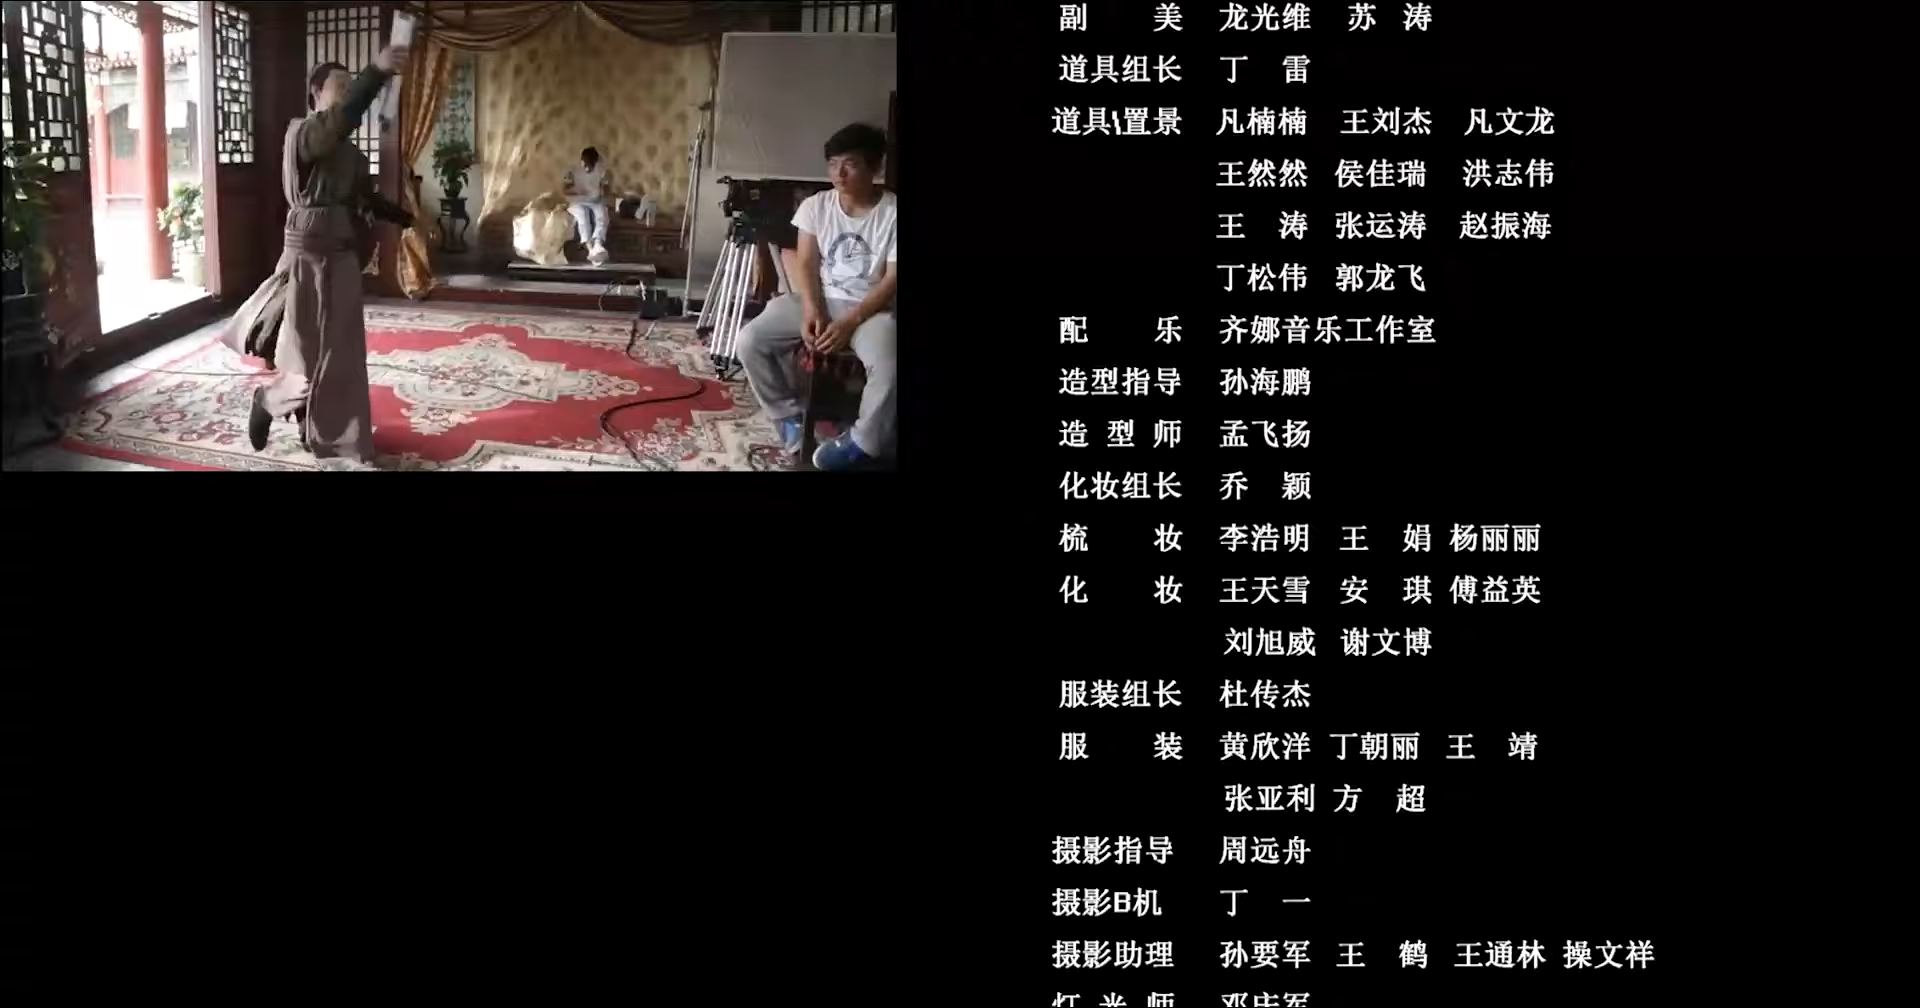 副 美 龙光维 苏 涛
道具组长 丁 雷
道具\置景 凡楠楠 王刘杰 凡文龙
王然然 侯佳瑞 洪志伟
王 涛 张运涛 赵振海
丁松伟 郭龙飞
配 乐 齐娜音乐工作室
造型指导 孙海鹏
造 型 师 孟飞扬
化妆组长 乔 颖
梳 妆 李浩明 王 娟 杨丽丽
化 妆 王天雪 安 琪 傅益英
刘旭威 谢文博
服装组长 杜传杰
服 装 黄欣洋 丁朝丽 王 靖
张亚利 方 超
摄影指导 周远舟
摄影B机 丁 一
摄影助理 孙要军 王 鹤 王通林 操文祥
灯 光 师 邓庆军